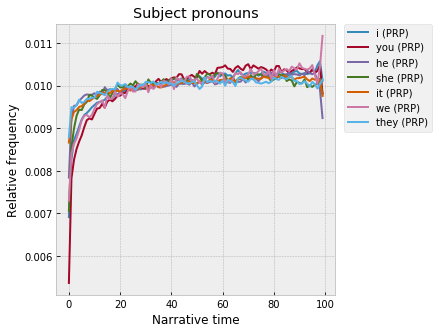 Subject pronouns
i (PRP)
you (PRP)
he (PRP)
she (PRP)
it (PRP)
we (PRP)
they (PRP)
Relative frequency
0.011
0.010
0.009
0.008
0.007
0.006
0
20
40
60
80
100
Narrative time